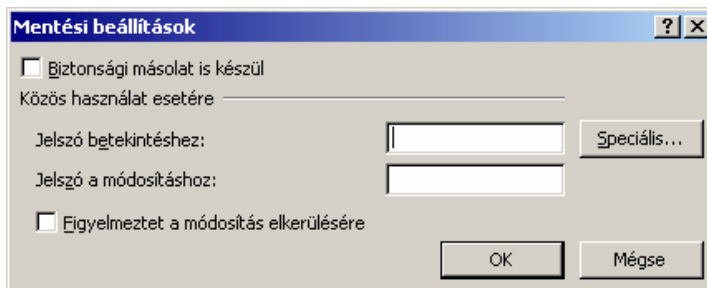 Mentési beállítások
Biztonsági másolat is készül
Közös használat esetére
Jelszó betekintéshez:
Speciális...
Jelszó a módosításhoz:
Figyelmeztet a módosítás elkerülésére
OK
Mégse